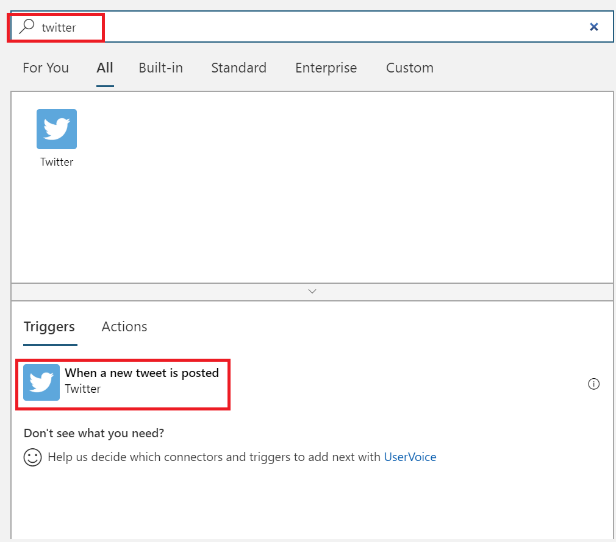 twitter
For You All Built-in Standard Enterprise Custom
Twitter
Triggers Actions
When a new tweet is posted
Twitter
Don't see what you need?
Help us decide which connectors and triggers to add next with UserVoice